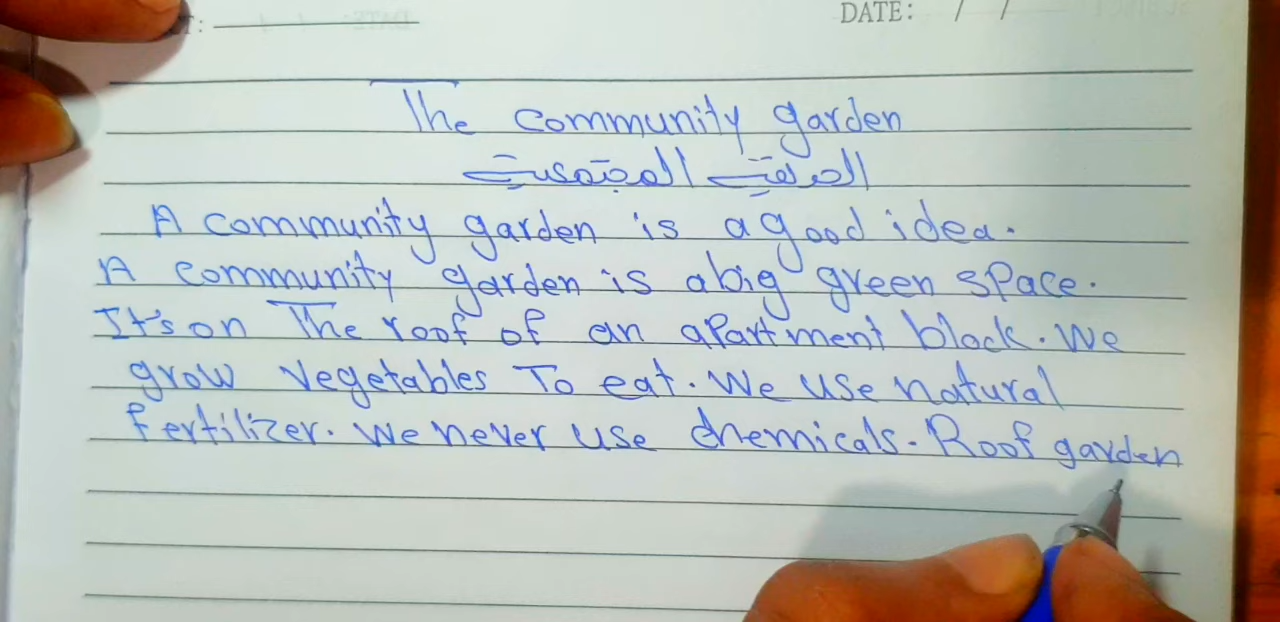 DATE: / /
The community garden
الحديقة المجتمعية
A community garden is a good idea.
A community garden is a big green space.
It's on The roof of an apartment block. We
grow vegetables To eat. We use natural
fertilizer. We never use chemicals. Roof garden